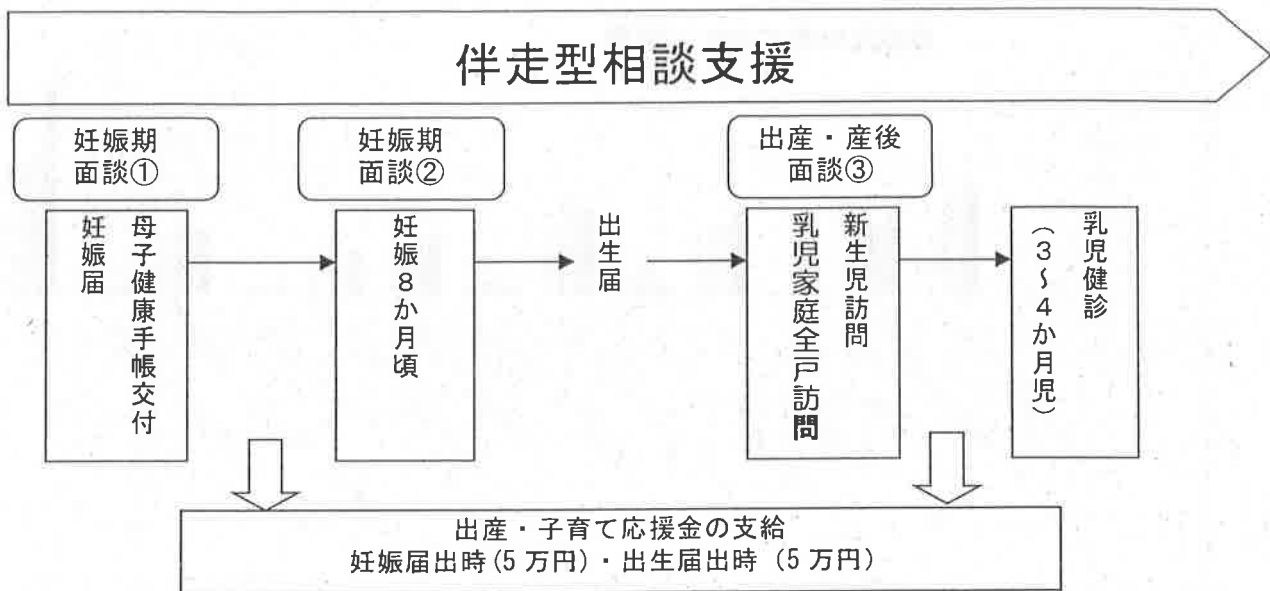 伴走型相談支援
妊娠期
面談①
妊娠期
面談②
出産・産後
面談③
母子健康手帳交付
妊娠届
妊娠８か月頃
出生届
新生児訪問
乳児家庭全戸訪問
乳児健診
（３～４か月児）
出産・子育て応援金の支給
妊娠届出時(5万円)・出生届出時（5万円）